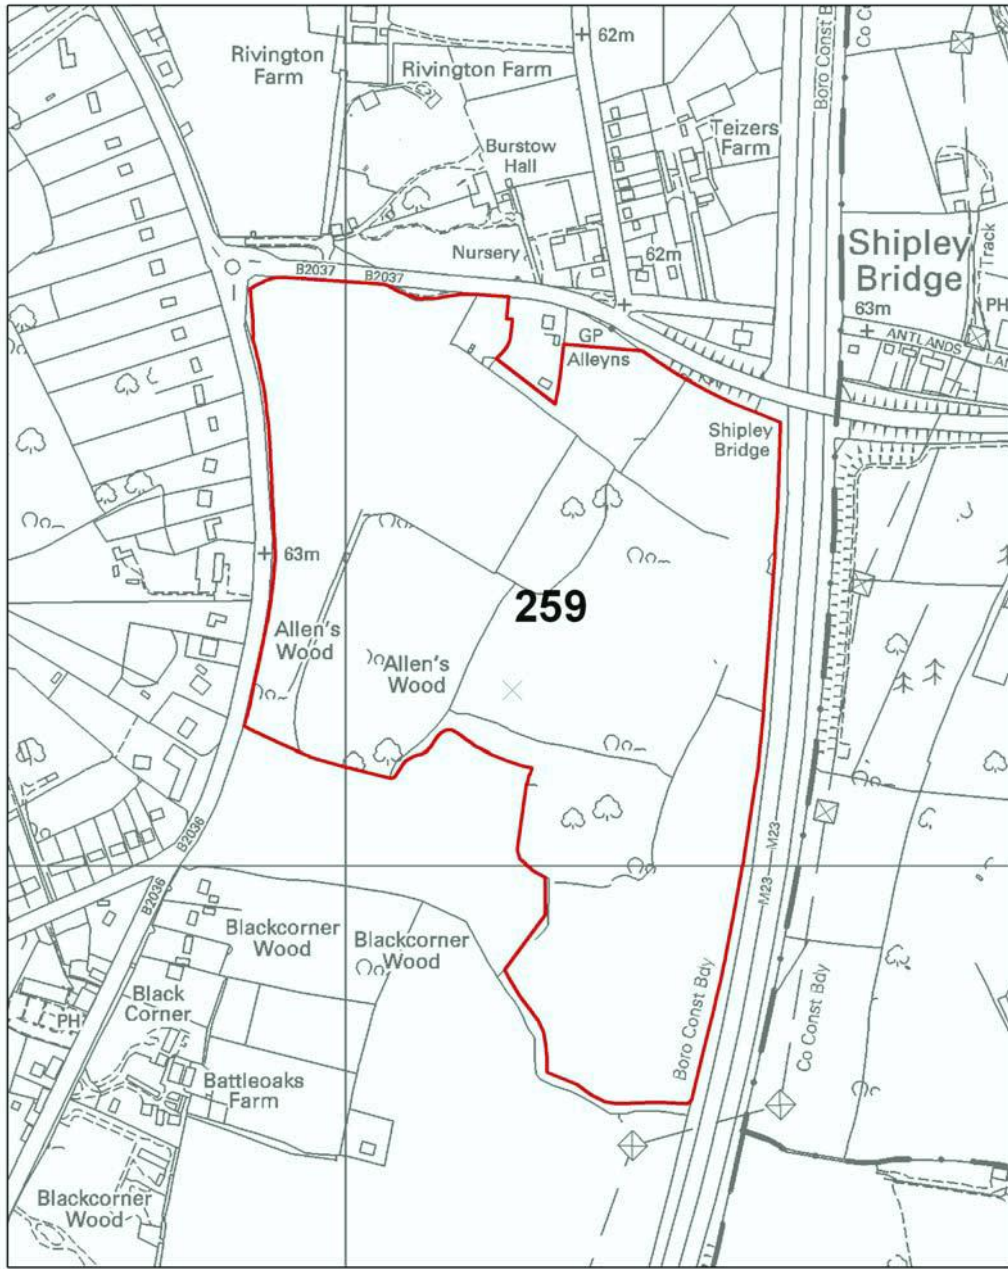 62m
Boro Const B
Co C
Rivington
Farm
Rivington Farm
Teizers
Farm
Burstow
Hall
Nursery
62m
Shipley
Bridge
Track
PH
B2037
B2037
63m
ANTLANDS
LAN
GP
Alleyns
Shipley
Bridge
63m
259
Allen's
Wood
Allen's
Wood
B2036
M23
M23
B2036
Blackcorner
Wood
Blackcorner
Wood
Black
Corner
PH
Boro Const Bdy
Co Const Bdy
Battleoaks
Farm
Blackcorner
Wood